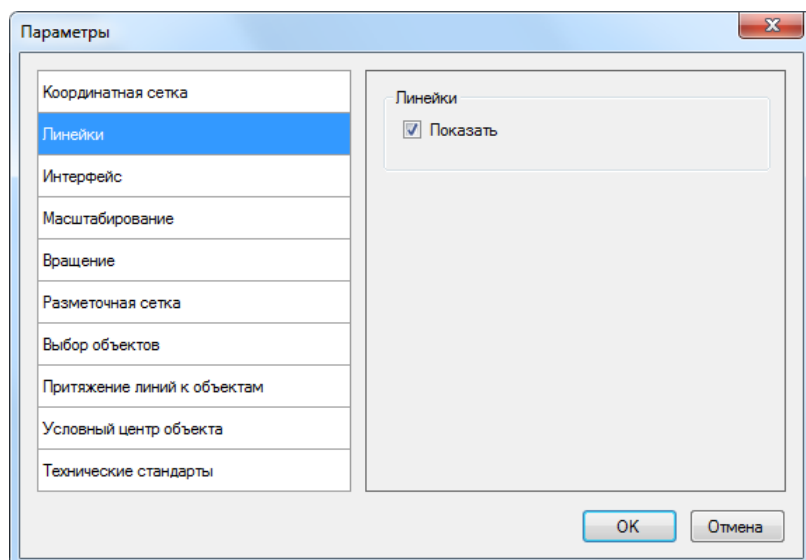 Параметры
Координатная сетка
Линейки
Интерфейс
Масштабирование
Вращение
Разметочная сетка
Выбор объектов
Притяжение линий к объектам
Условный центр объекта
Технические стандарты
Линейки
Показать
OK
Отмена